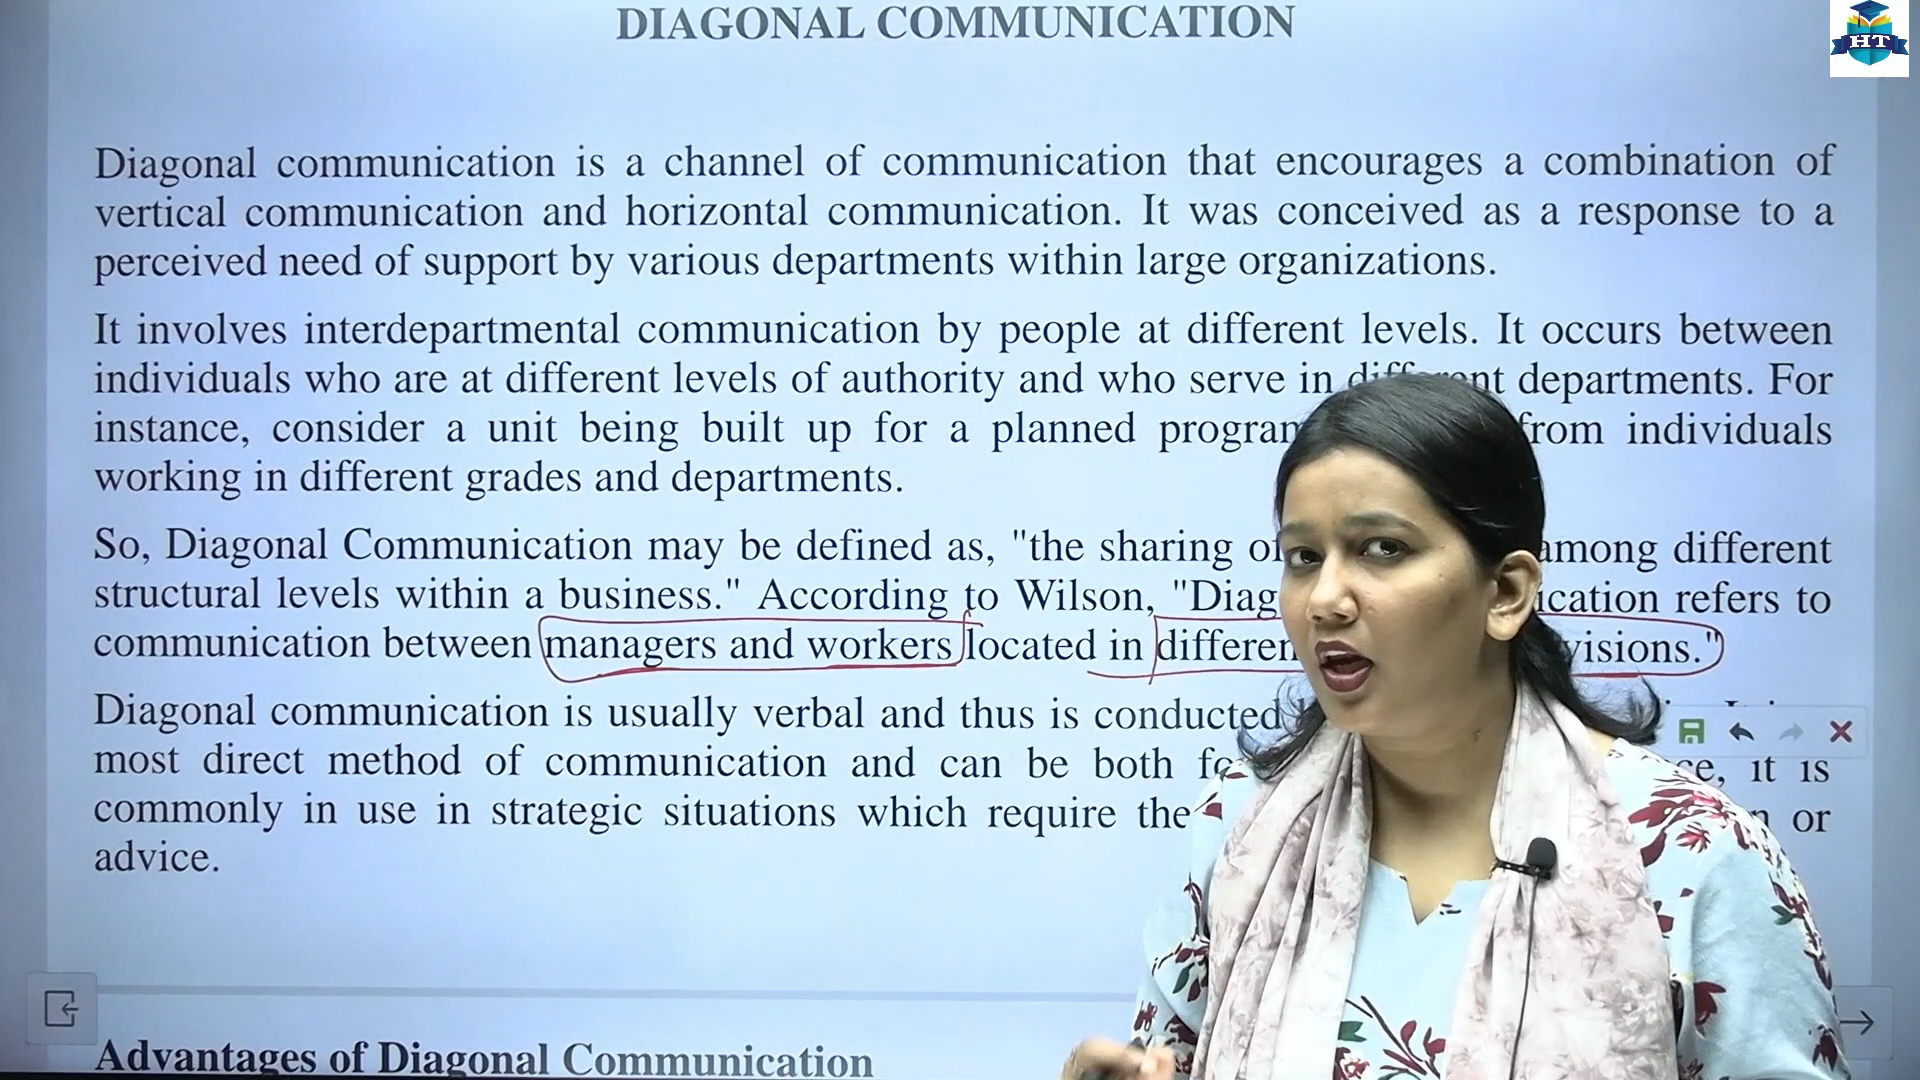 DIAGONAL COMMUNICATION
HT
Diagonal communication is a channel of communication that encourages a combination of
vertical communication and horizontal communication. It was conceived as a response to a
perceived need of support by various departments within large organizations.
It involves interdepartmental communication by people at different levels. It occurs between
individuals who are at different levels of authority and who serve in different departments. For
instance, consider a unit being built up for a planned from individuals
working in different grades and departments.
So, Diagonal Communication may be defined as, "the sharing among different
structural levels within a business." According to Wilson, "Diag ication refers to
communication between managers and workers located in differen visions."
Diagonal communication is usually verbal and thus is conducted
most direct method of communication and can be both ce, it is
commonly in use in strategic situations which require the or
advice.
Advantages of Diagonal Communication